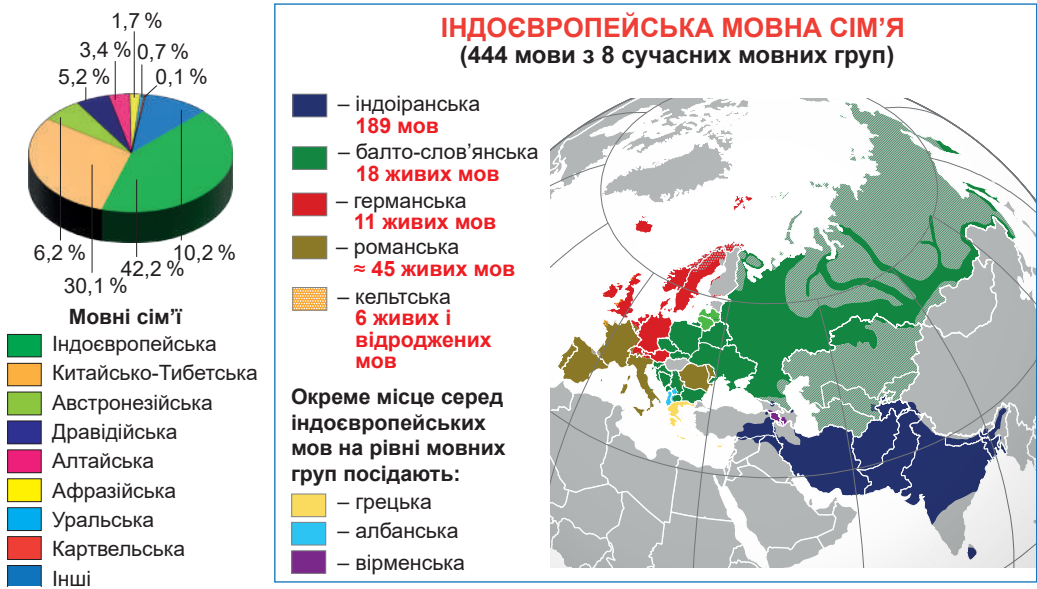 1,7 %
3,4 %
0,7 %
5,2 %
0,1 %
6,2 %
10,2 %
42,2 %
30,1 %
Мовні сім’ї
Індоєвропейська
Китайсько-Тибетська
Австронезійська
Дравідійська
Алтайська
Афразійська
Уральська
Картвельська
Інші
ІНДОЄВРОПЕЙСЬКА МОВНА СІМ’Я
(444 мови з 8 сучасних мовних груп)
– індоіранська
189 мов
– балто-слов’янська
18 живих мов
– германська
11 живих мов
– романська
≈ 45 живих мов
– кельтська
6 живих і
відроджених
мов
Окреме місце серед
індоєвропейських
мов на рівні мовних
груп посідають:
– грецька
– албанська
– вірменська